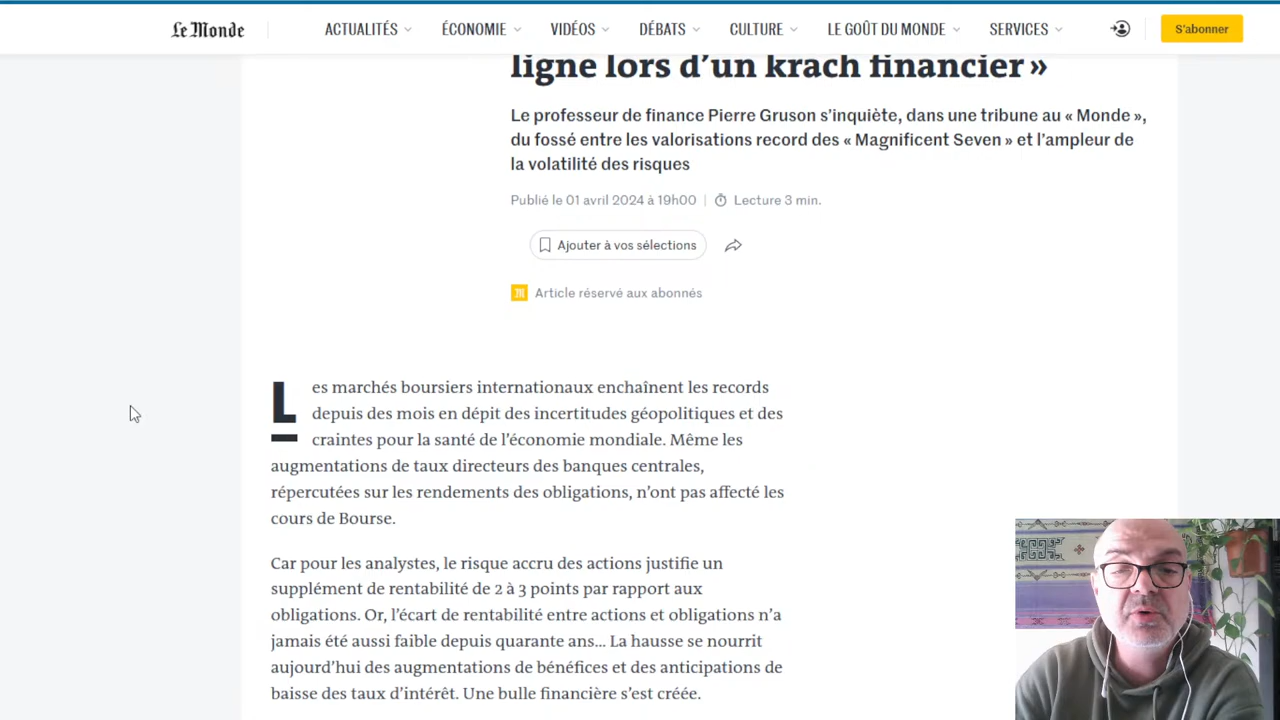 Le Monde
ACTUALITÉS
ÉCONOMIE
VIDÉOS
DÉBATS
CULTURE
LE GOÛT DU MONDE
SERVICES
S'abonner
ligne lors d’un krach financier »
Le professeur de finance Pierre Gruson s’inquiète, dans une tribune au « Monde »,
du fossé entre les valorisations record des « Magnificent Seven » et l’ampleur de
la volatilité des risques
Publié le 01 avril 2024 à 19h00
Lecture 3 min.
Ajouter à vos sélections
M
Article réservé aux abonnés
Les marchés boursiers internationaux enchaînent les records
depuis des mois en dépit des incertitudes géopolitiques et des
craintes pour la santé de l’économie mondiale. Même les
augmentations de taux directeurs des banques centrales,
répercutées sur les rendements des obligations, n’ont pas affecté les
cours de Bourse.
Car pour les analystes, le risque accru des actions justifie un
supplément de rentabilité de 2 à 3 points par rapport aux
obligations. Or, l’écart de rentabilité entre actions et obligations n’a
jamais été aussi faible depuis quarante ans… La hausse se nourrit
aujourd’hui des augmentations de bénéfices et des anticipations de
baisse des taux d’intérêt. Une bulle financière s’est créée.